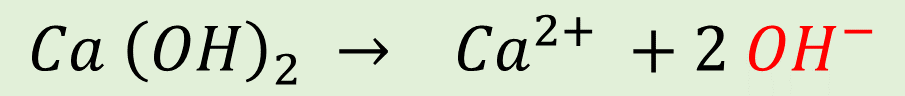 Ca (OH)₂ → Ca²⁺ + 2 OH⁻